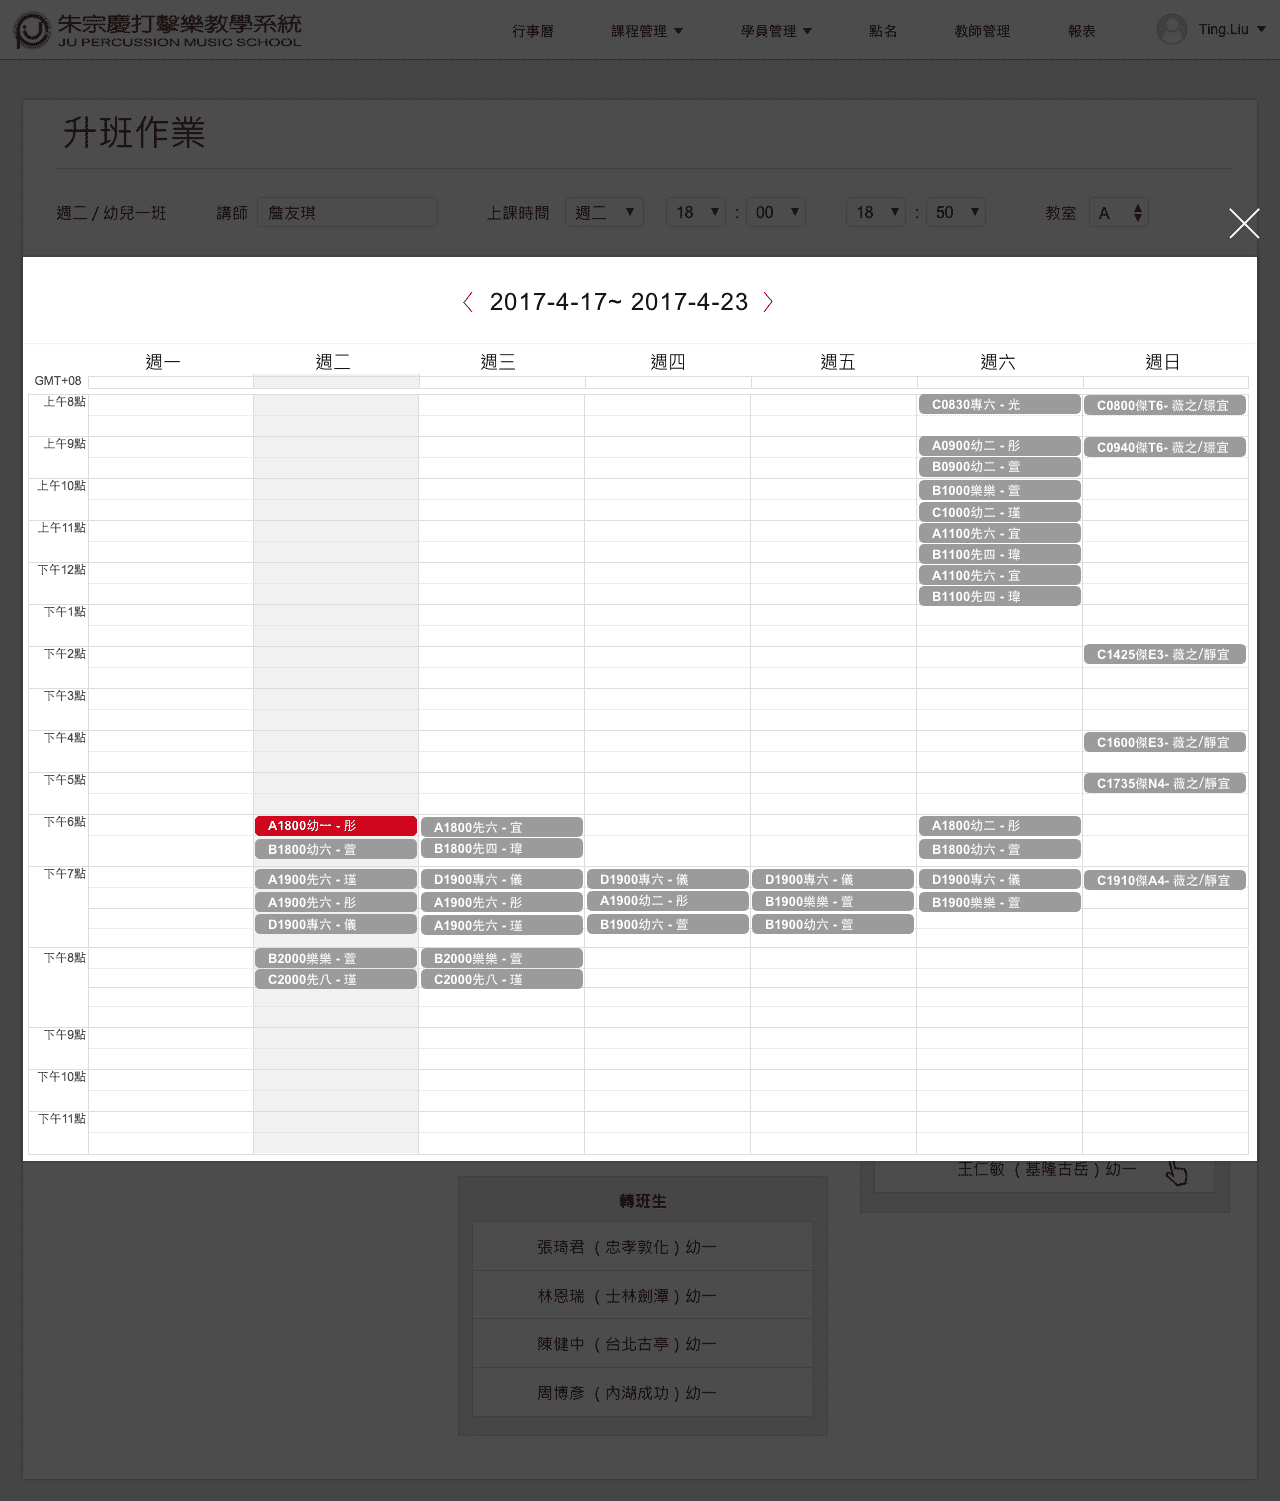 朱宗慶打擊樂教學系統
JU PERCUSSION MUSIC SCHOOL
行事曆 課程管理 學員管理 點名 教師管理 報表 Ting.Liu
升班作業
週二 / 幼兒一班 講師 詹友琪 上課時間 週二 18 : 00 18 : 50 教室 A
2017-4-17~ 2017-4-23
週一 週二 週三 週四 週五 週六 週日
GMT+08
上午8點 C0830專六 - 光 C0800傑T6- 薇之/璟宜
上午9點 A0900幼二 - 彤 C0940傑T6- 薇之/璟宜
B0900幼二 - 萱
上午10點 B1000樂樂 - 萱
C1000幼二 - 瑾
上午11點 A1100先六 - 宜
B1100先四 - 瑋
下午12點 A1100先六 - 宜
B1100先四 - 瑋
下午1點
下午2點 C1425傑E3- 薇之/靜宜
下午3點
下午4點 C1600傑E3- 薇之/靜宜
下午5點 C1735傑N4- 薇之/靜宜
下午6點 A1800幼一 - 彤 A1800先六 - 宜 A1800幼二 - 彤
B1800幼六 - 萱 B1800先四 - 瑋 B1800幼六 - 萱
下午7點 A1900先六 - 瑾 D1900專六 - 儀 D1900專六 - 儀 D1900專六 - 儀 D1900專六 - 儀 C1910傑A4- 薇之/靜宜
A1900先六 - 彤 A1900先六 - 彤 A1900幼二 - 彤 B1900樂樂 - 萱 B1900樂樂 - 萱
D1900專六 - 儀 A1900先六 - 瑾 B1900幼六 - 萱 B1900幼六 - 萱
下午8點 B2000樂樂 - 萱 B2000樂樂 - 萱
C2000先八 - 瑾 C2000先八 - 瑾
下午9點
下午10點
下午11點
王仁敏 （基隆古岳）幼一
轉班生
張琦君 （忠孝敦化）幼一
林恩瑞 （士林劍潭）幼一
陳健中 （台北古亭）幼一
周博彥 （內湖成功）幼一